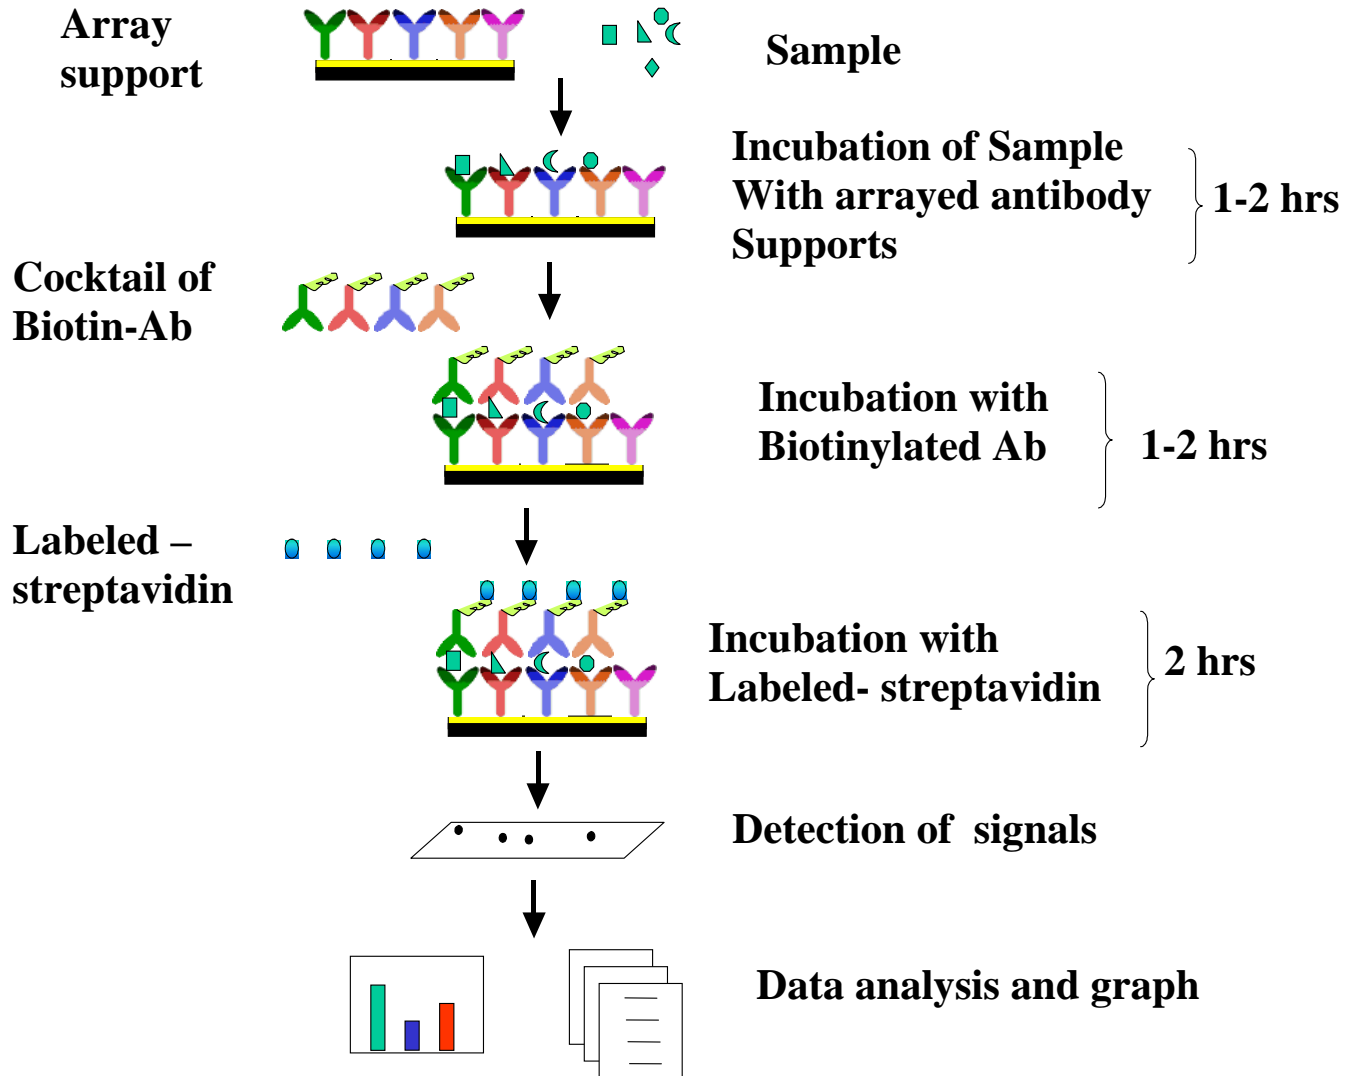 Array
support
Sample
Incubation of Sample
With arrayed antibody
Supports
1-2 hrs
Cocktail of
Biotin-Ab
Incubation with
Biotinylated Ab
1-2 hrs
Labeled –
streptavidin
Incubation with
Labeled- streptavidin
2 hrs
Detection of signals
Data analysis and graph